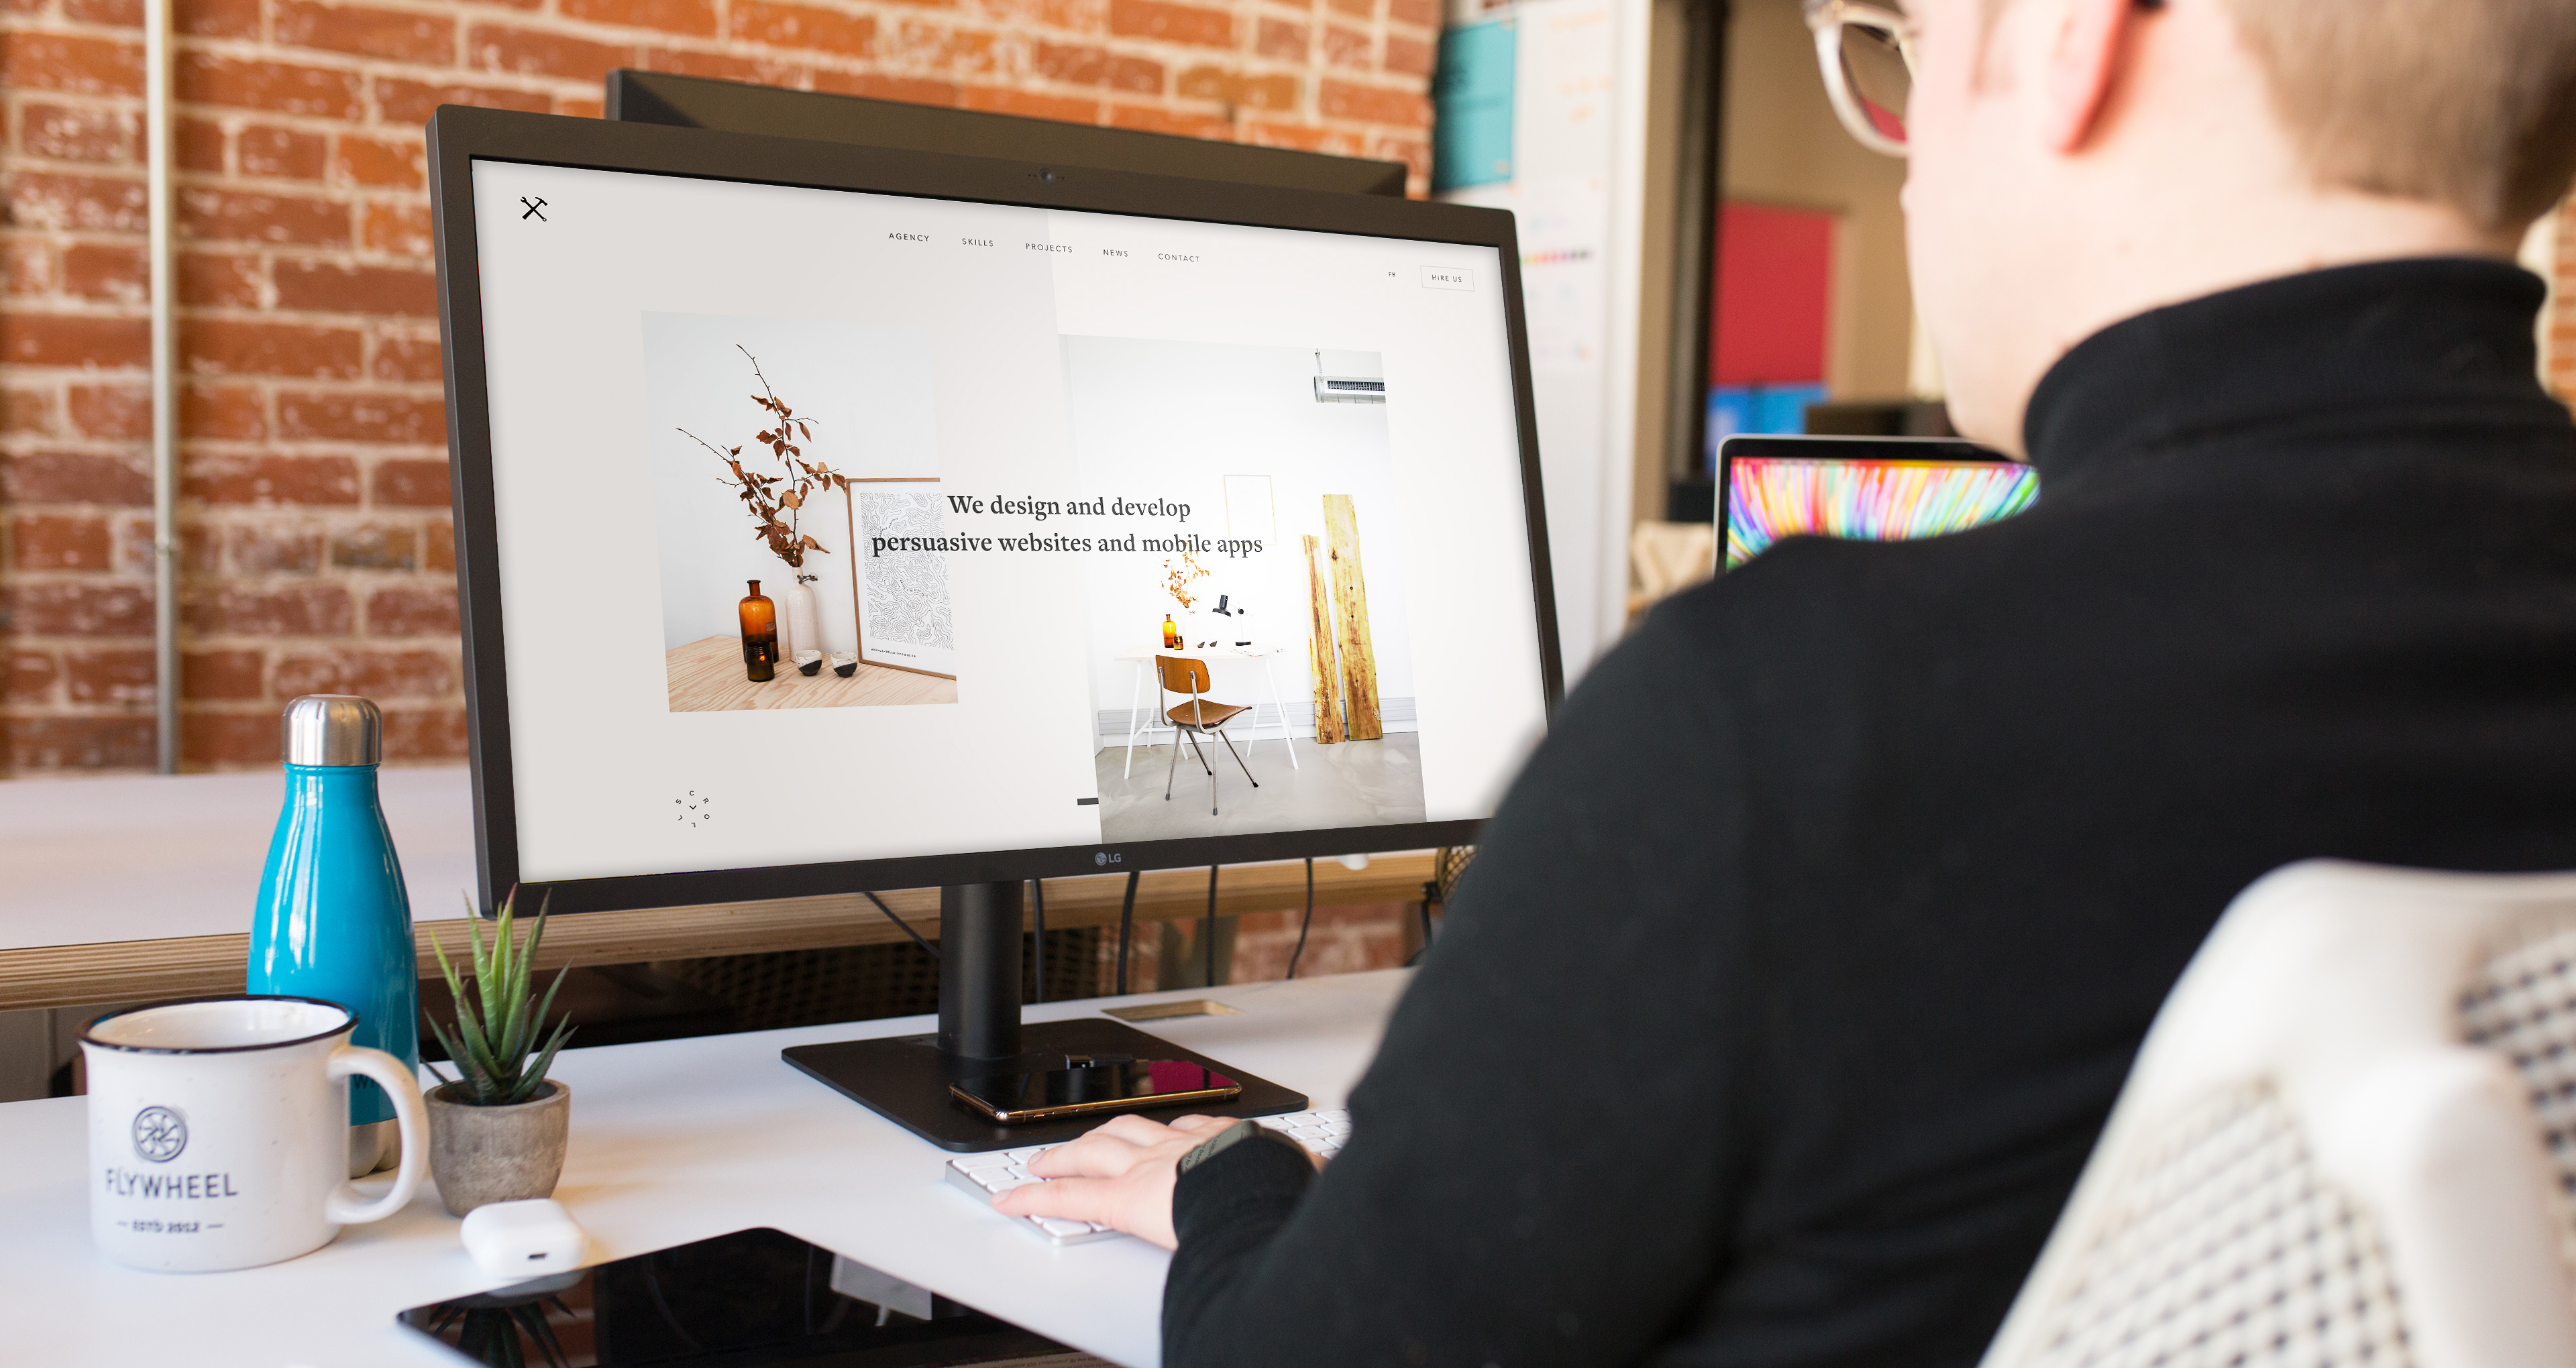 AGENCY SKILLS PROJECTS NEWS CONTACT
FR HIRE US
We design and develop
persuasive websites and mobile apps
SCROLL
LG
FLYWHEEL
ESTD 2012